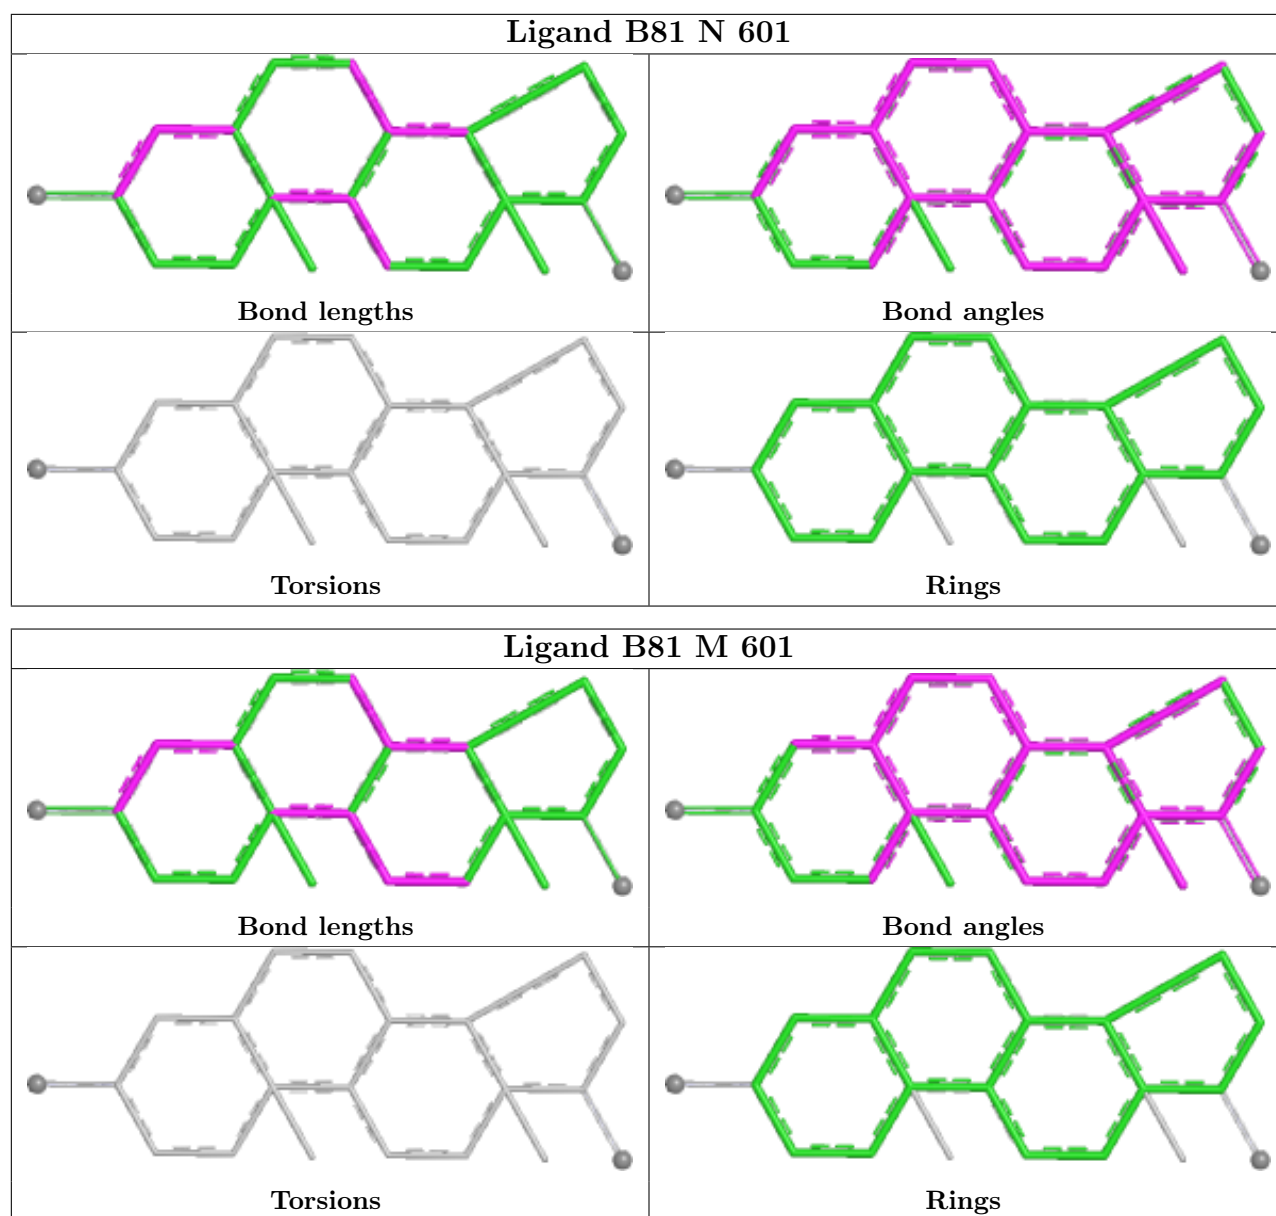 Ligand B81 N 601
Bond lengths
Bond angles
Torsions
Rings
Ligand B81 M 601
Bond lengths
Bond angles
Torsions
Rings